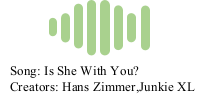 Song: Is She With You?
Creators: Hans Zimmer,Junkie XL